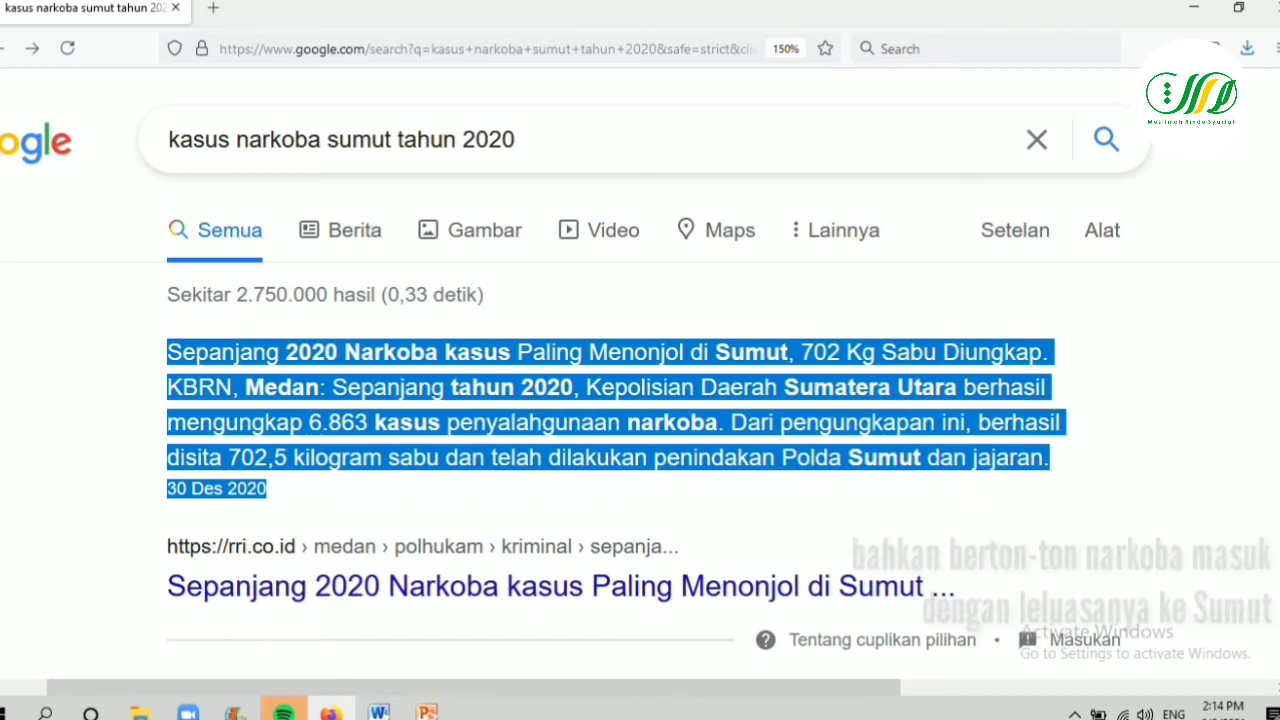 kasus narkoba sumut tahun 202
https://www.google.com/search?q=kasus+narkoba+sumut+tahun+2020&safe=strict&cli
150%
Search
Muslimah Rindu Syariat
ogle
kasus narkoba sumut tahun 2020
Semua Berita Gambar Video Maps Lainnya Setelan Alat
Sekitar 2.750.000 hasil (0,33 detik)
Sepanjang 2020 Narkoba kasus Paling Menonjol di Sumut, 702 Kg Sabu Diungkap.
KBRN, Medan: Sepanjang tahun 2020, Kepolisian Daerah Sumatera Utara berhasil
mengungkap 6.863 kasus penyalahgunaan narkoba. Dari pengungkapan ini, berhasil
disita 702,5 kilogram sabu dan telah dilakukan penindakan Polda Sumut dan jajaran.
30 Des 2020
https://rri.co.id › medan › polhukam › kriminal › sepanja...
Sepanjang 2020 Narkoba kasus Paling Menonjol di Sumut ...
bahkan berton-ton narkoba masuk
dengan leluasanya ke Sumut
Tentang cuplikan pilihan • Masukan
Activate Windows
Go to Settings to activate Windows.
ENG
2:14 PM